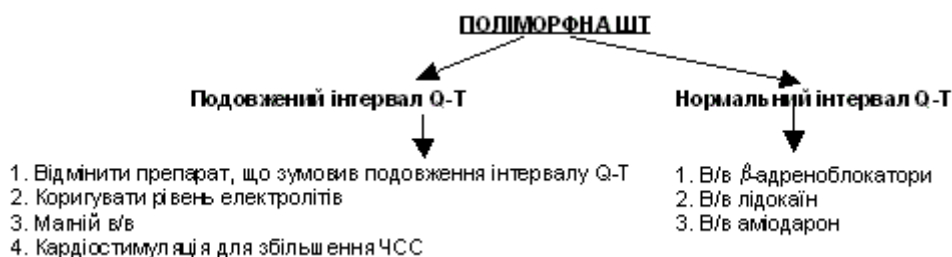 ПОЛІМОРФНА ШТ
Подовжений інтервал Q-T
Нормальний інтервал Q-T
1. Відмінити препарат, що зумовив подовження інтервалу Q-T
2. Коригувати рівень електролітів
3. Магній в/в
4. Кардіостимуляція для збільшення ЧСС
1. В/в β-адреноблокатори
2. В/в лідокаїн
3. В/в аміодарон